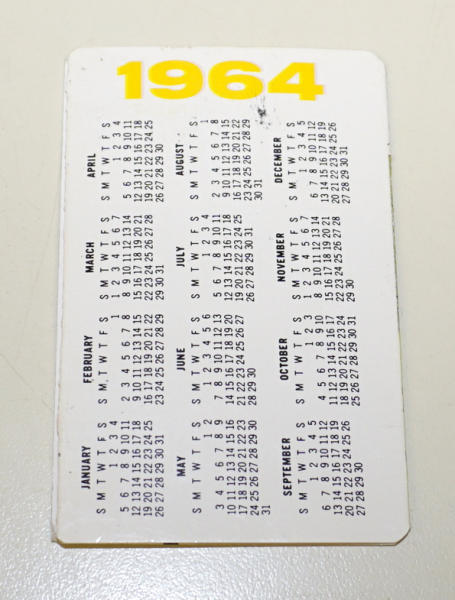 1964
JANUARY
S M T W T F S
1 2 3 4
5 6 7 8 9 10 11
12 13 14 15 16 17 18
19 20 21 22 23 24 25
26 27 28 29 30 31
FEBRUARY
S M T W T F S
1
2 3 4 5 6 7 8
9 10 11 12 13 14 15
16 17 18 19 20 21 22
23 24 25 26 27 28 29
MARCH
S M T W T F S
1 2 3 4 5 6 7
8 9 10 11 12 13 14
15 16 17 18 19 20 21
22 23 24 25 26 27 28
29 30 31
APRIL
S M T W T F S
1 2 3 4
5 6 7 8 9 10 11
12 13 14 15 16 17 18
19 20 21 22 23 24 25
26 27 28 29 30
MAY
S M T W T F S
1 2
3 4 5 6 7 8 9
10 11 12 13 14 15 16
17 18 19 20 21 22 23
24 25 26 27 28 29 30
31
JUNE
S M T W T F S
1 2 3 4 5 6
7 8 9 10 11 12 13
14 15 16 17 18 19 20
21 22 23 24 25 26 27
28 29 30
JULY
S M T W T F S
1 2 3 4
5 6 7 8 9 10 11
12 13 14 15 16 17 18
19 20 21 22 23 24 25
26 27 28 29 30 31
AUGUST
S M T W T F S
1
2 3 4 5 6 7 8
9 10 11 12 13 14 15
16 17 18 19 20 21 22
23 24 25 26 27 28 29
30 31
SEPTEMBER
S M T W T F S
1 2 3 4 5
6 7 8 9 10 11 12
13 14 15 16 17 18 19
20 21 22 23 24 25 26
27 28 29 30
OCTOBER
S M T W T F S
1 2 3
4 5 6 7 8 9 10
11 12 13 14 15 16 17
18 19 20 21 22 23 24
25 26 27 28 29 30 31
NOVEMBER
S M T W T F S
1 2 3 4 5 6 7
8 9 10 11 12 13 14
15 16 17 18 19 20 21
22 23 24 25 26 27 28
29 30
DECEMBER
S M T W T F S
1 2 3 4 5
6 7 8 9 10 11 12
13 14 15 16 17 18 19
20 21 22 23 24 25 26
27 28 29 30 31